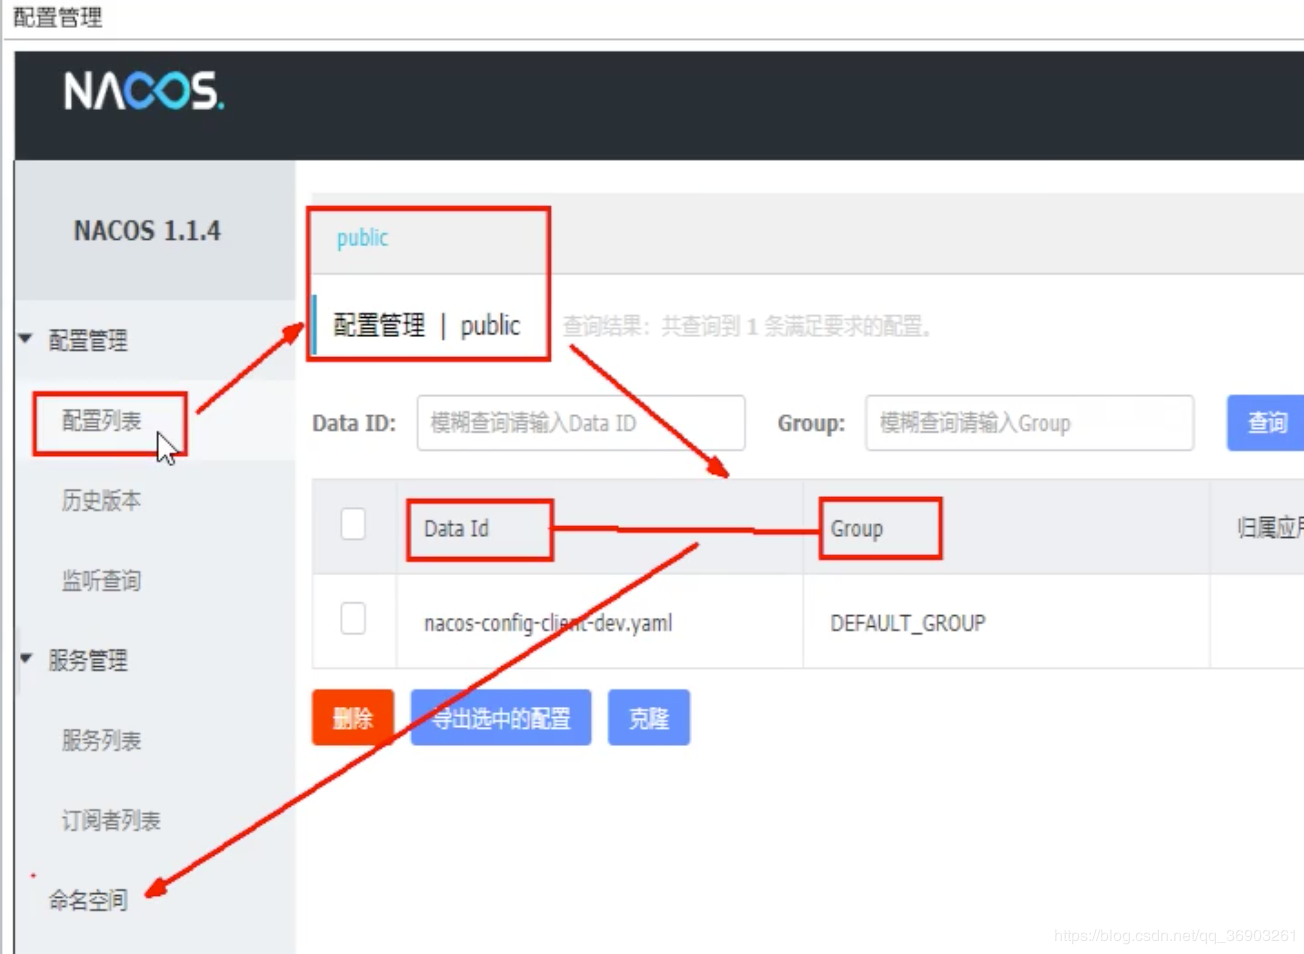 配置管理
NACOS.
NACOS 1.1.4
public
配置管理 | public 查询结果：共查询到 1 条满足要求的配置。
配置管理
配置列表
Data ID: 模糊查询请输入Data ID Group: 模糊查询请输入Group 查询
历史版本
Data Id Group 归属应用
监听查询
nacos-config-client-dev.yaml DEFAULT_GROUP
服务管理
删除 导出选中的配置 克隆
服务列表
订阅者列表
命名空间
https://blog.csdn.net/qq_36903261